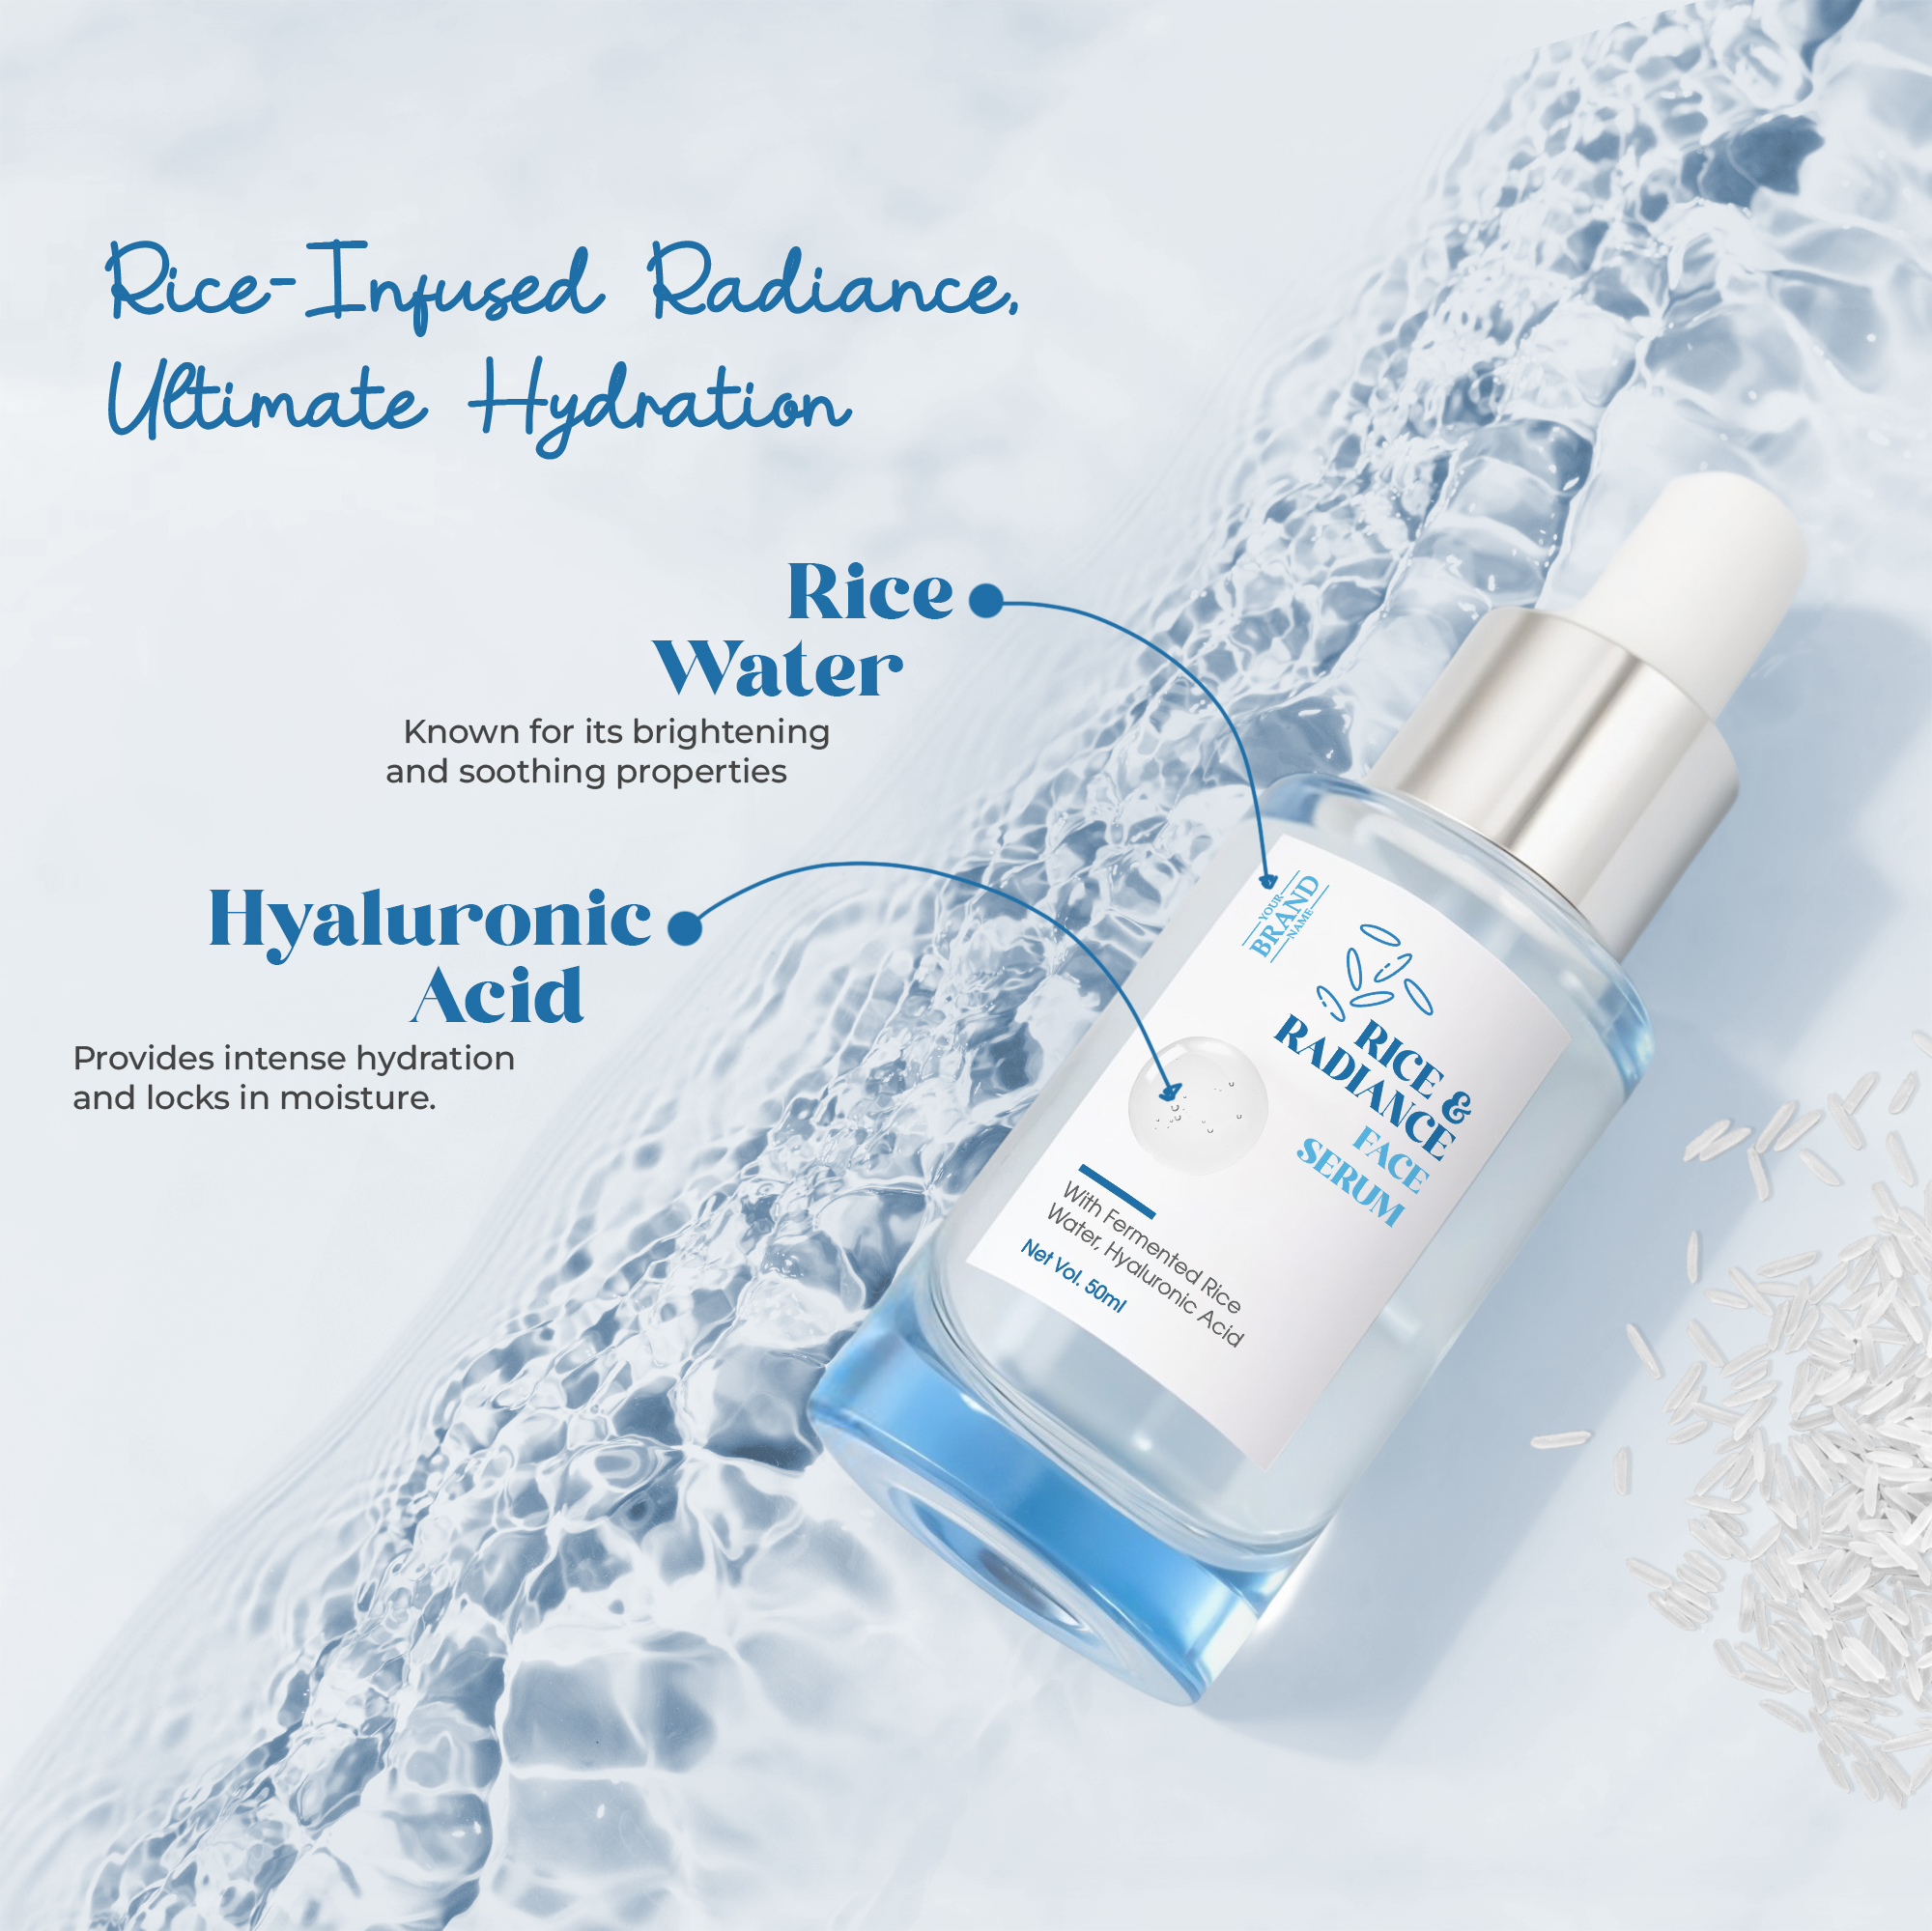 Rice-Infused Radiance,
Ultimate Hydration
Rice
Water
Known for its brightening
and soothing properties
Hyaluronic
Acid
Provides intense hydration
and locks in moisture.
YOUR
BRAND
NAME
RICE &
RADIANCE
FACE
SERUM
With Fermented Rice
Water, Hyaluronic Acid
Net Vol. 50ml